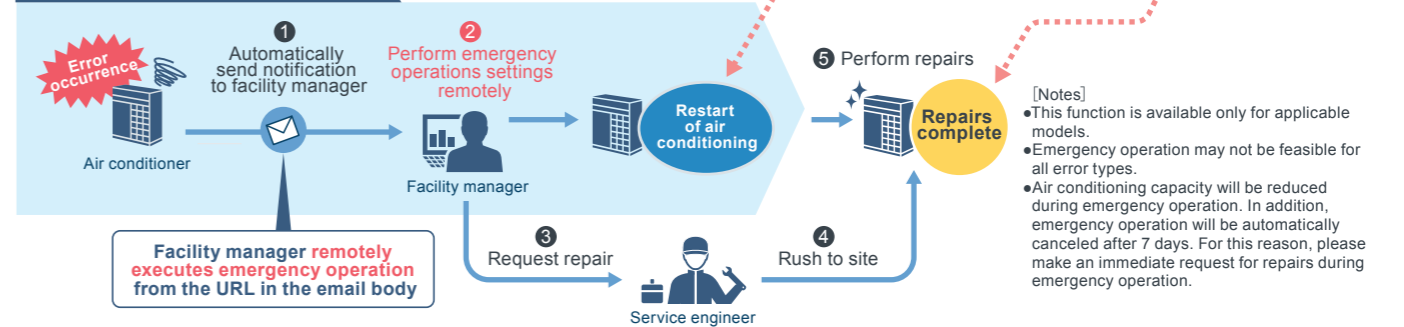 Error
occurrence
Air conditioner
1
Automatically
send notification
to facility manager
2
Perform emergency
operations settings
remotely
Facility manager
Restart
of air
conditioning
5 Perform repairs
Repairs
complete
Facility manager remotely
executes emergency operation
from the URL in the email body
3
Request repair
Service engineer
4
Rush to site
[Notes]
●This function is available only for applicable
models.
●Emergency operation may not be feasible for
all error types.
●Air conditioning capacity will be reduced
during emergency operation. In addition,
emergency operation will be automatically
canceled after 7 days. For this reason, please
make an immediate request for repairs during
emergency operation.